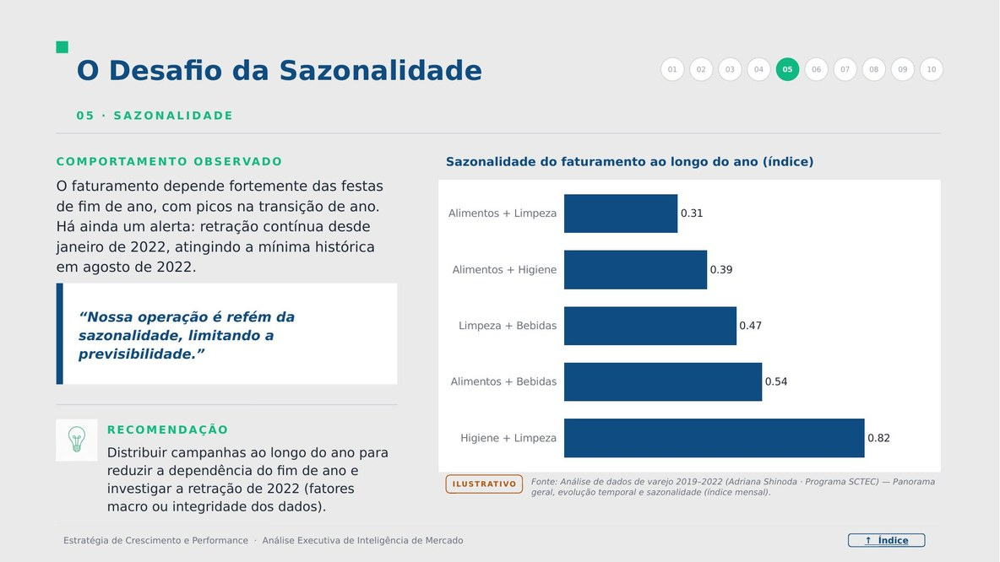 O Desafio da Sazonalidade
01 02 03 04 05 06 07 08 09 10
05 · SAZONALIDADE
COMPORTAMENTO OBSERVADO
O faturamento depende fortemente das festas
de fim de ano, com picos na transição de ano.
Há ainda um alerta: retração contínua desde
janeiro de 2022, atingindo a mínima histórica
em agosto de 2022.
“Nossa operação é refém da
sazonalidade, limitando a
previsibilidade.”
RECOMENDAÇÃO
Distribuir campanhas ao longo do ano para
reduzir a dependência do fim de ano e
investigar a retração de 2022 (fatores
macro ou integridade dos dados).
Sazonalidade do faturamento ao longo do ano (índice)
Alimentos + Limpeza 0.31
Alimentos + Higiene 0.39
Limpeza + Bebidas 0.47
Alimentos + Bebidas 0.54
Higiene + Limpeza 0.82
ILUSTRATIVO
Fonte: Análise de dados de varejo 2019–2022 (Adriana Shinoda · Programa SCTEC) — Panorama
geral, evolução temporal e sazonalidade (índice mensal).
Estratégia de Crescimento e Performance · Análise Executiva de Inteligência de Mercado
↑ Índice